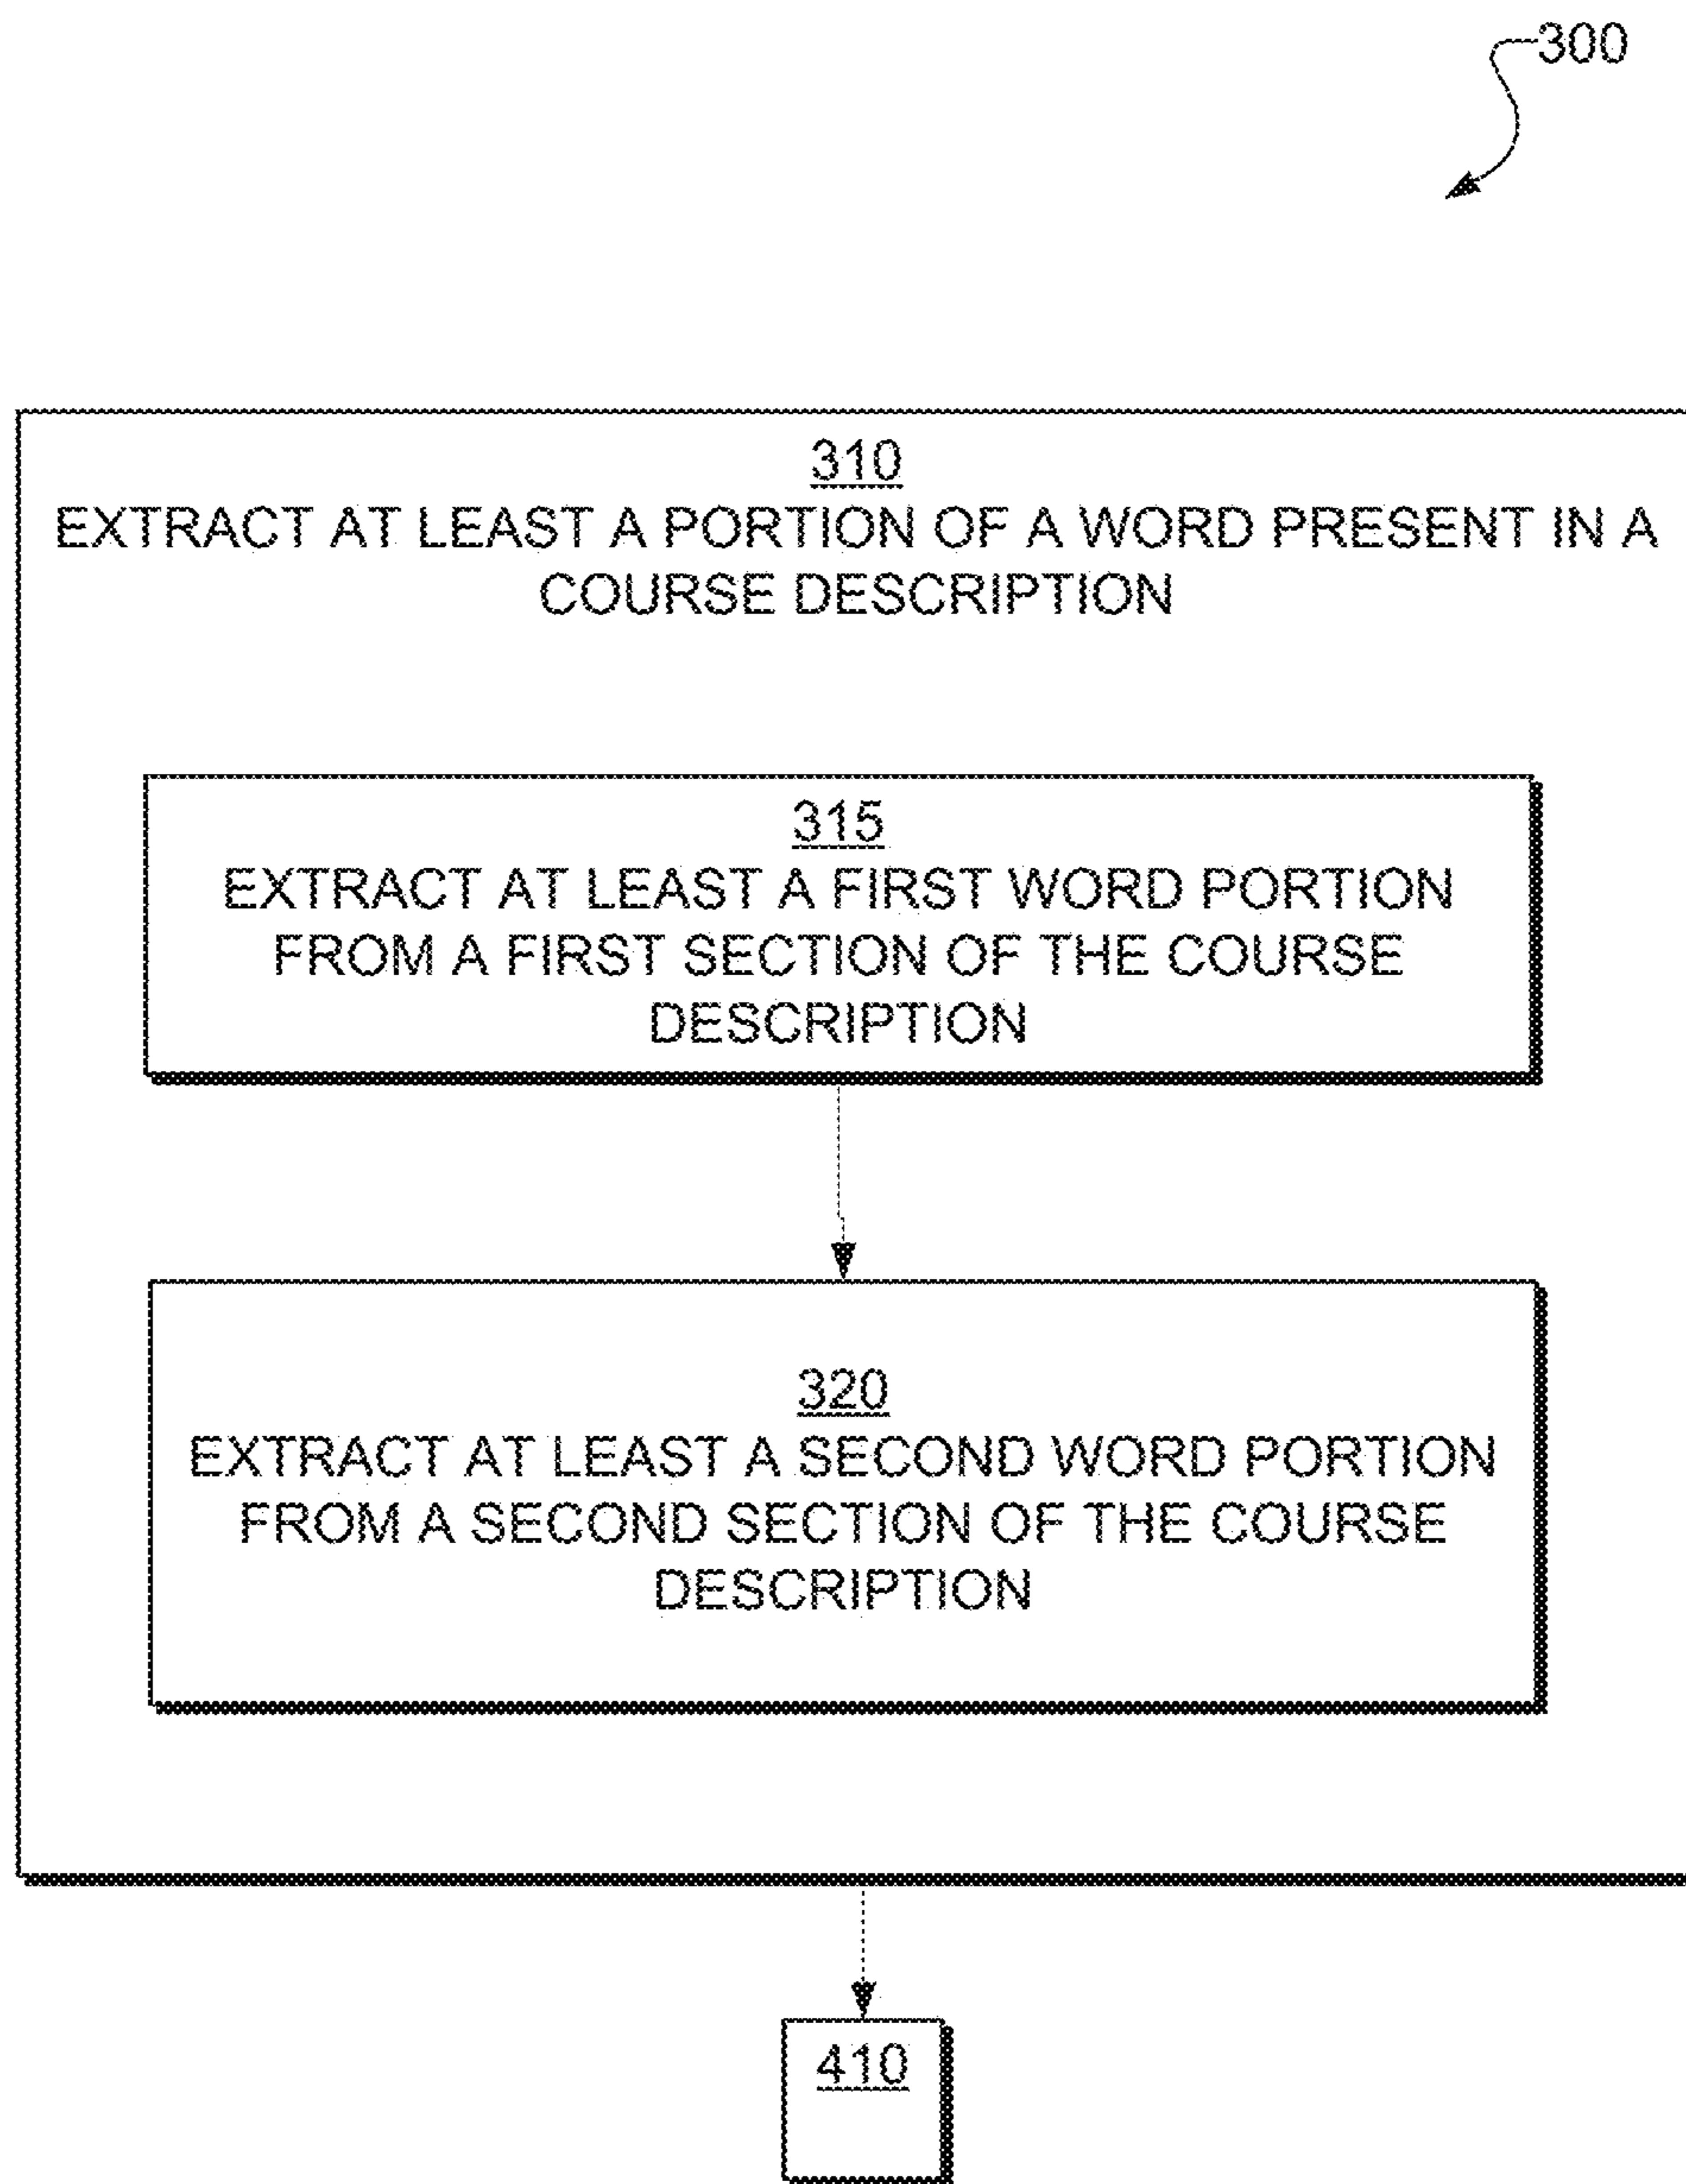 300
310
EXTRACT AT LEAST A PORTION OF A WORD PRESENT IN A
COURSE DESCRIPTION
315
EXTRACT AT LEAST A FIRST WORD PORTION
FROM A FIRST SECTION OF THE COURSE
DESCRIPTION
320
EXTRACT AT LEAST A SECOND WORD PORTION
FROM A SECOND SECTION OF THE COURSE
DESCRIPTION
410